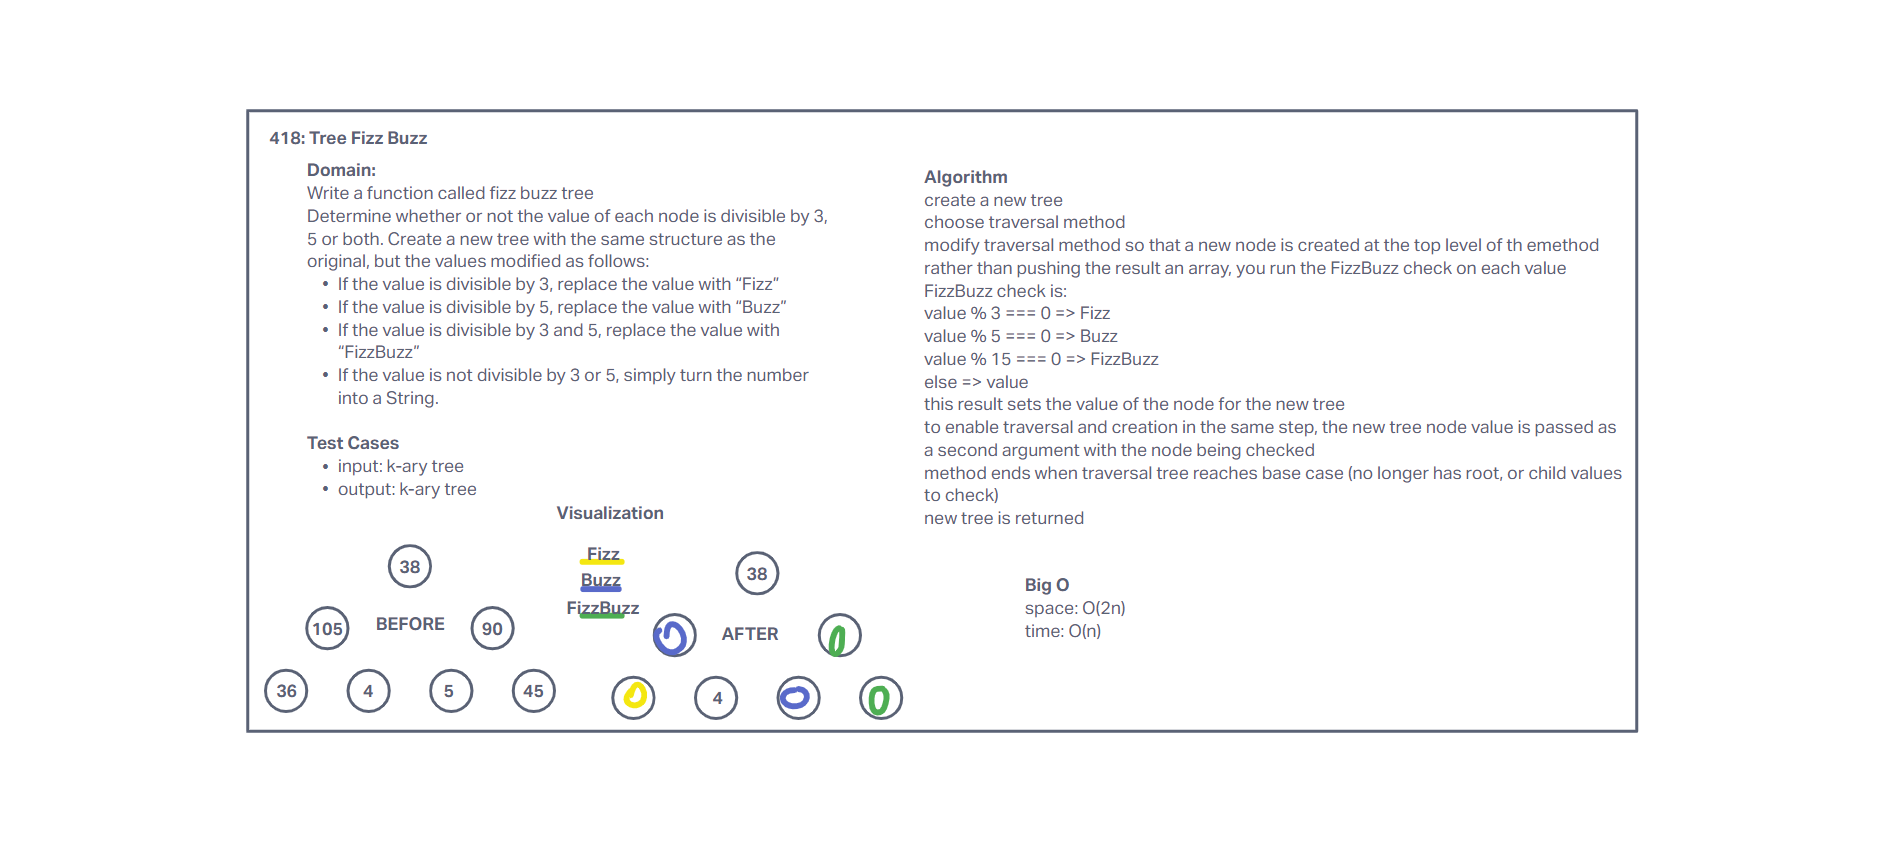 418: Tree Fizz Buzz
Domain:
Write a function called fizz buzz tree
Determine whether or not the value of each node is divisible by 3,
5 or both. Create a new tree with the same structure as the
original, but the values modified as follows:
• If the value is divisible by 3, replace the value with “Fizz”
• If the value is divisible by 5, replace the value with “Buzz”
• If the value is divisible by 3 and 5, replace the value with
“FizzBuzz”
• If the value is not divisible by 3 or 5, simply turn the number
into a String.
Test Cases
• input: k-ary tree
• output: k-ary tree
Visualization
Fizz
Buzz
FizzBuzz
38
105
BEFORE
90
36
4
5
45
38
AFTER
4
Algorithm
create a new tree
choose traversal method
modify traversal method so that a new node is created at the top level of th emethod
rather than pushing the result an array, you run the FizzBuzz check on each value
FizzBuzz check is:
value % 3 === 0 => Fizz
value % 5 === 0 => Buzz
value % 15 === 0 => FizzBuzz
else => value
this result sets the value of the node for the new tree
to enable traversal and creation in the same step, the new tree node value is passed as
a second argument with the node being checked
method ends when traversal tree reaches base case (no longer has root, or child values
to check)
new tree is returned
Big O
space: O(2n)
time: O(n)